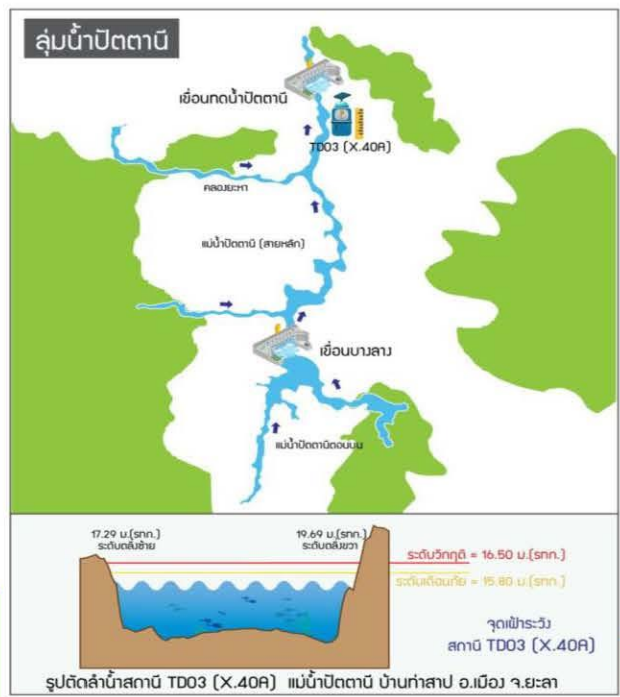 ลุ่มน้ำปัตตานี
เขื่อนทดน้ำปัตตานี
TD03 (X.40A)
คลองยะหา
แม่น้ำปัตตานี (สายหลัก)
เขื่อนบางลาง
แม่น้ำปัตตานีตอนบน
17.29 ม.(รทก.)
ระดับตลิ่งซ้าย
19.69 ม.(รทก.)
ระดับตลิ่งขวา
ระดับวิกฤติ = 16.50 ม.(รทก.)
ระดับเตือนภัย = 15.80 ม.(รทก.)
จุดเฝ้าระวัง
สถานี TD03 (X.40A)
รูปตัดลำน้ำสถานี TD03 (X.40A) แม่น้ำปัตตานี บ้านท่าสาป อ.เมือง จ.ยะลา